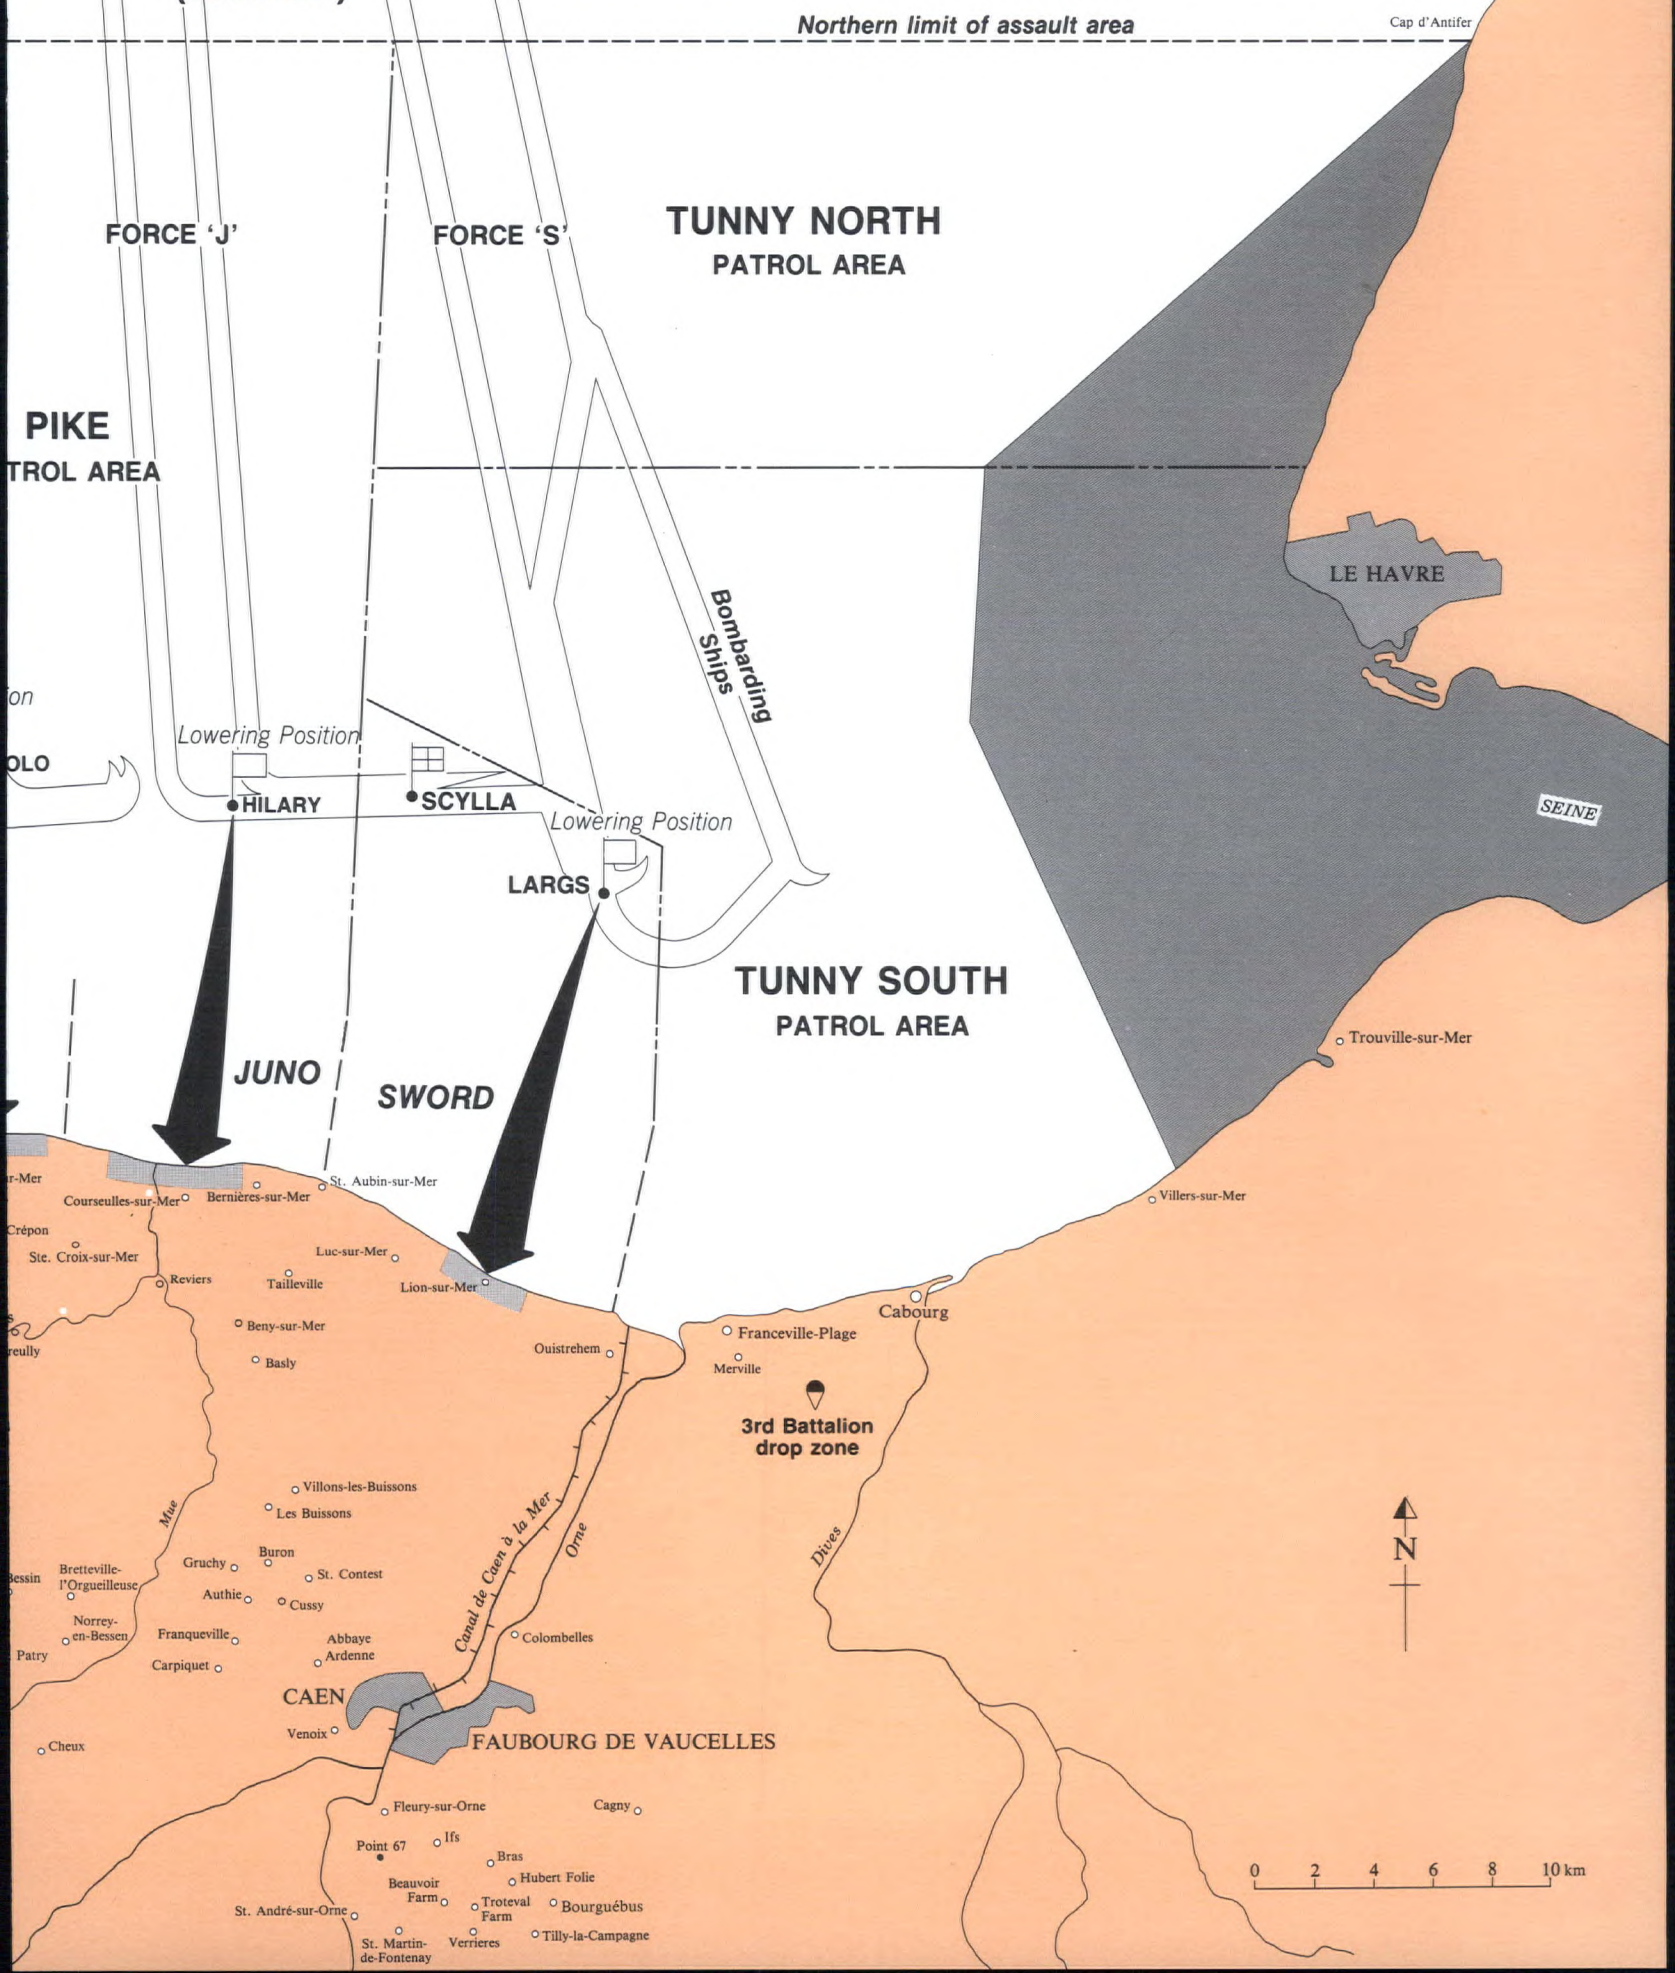 Northern limit of assault area
Cap d'Antifer
FORCE ‘J’
FORCE ‘S’
TUNNY NORTH
PATROL AREA
PIKE
TROL AREA
LE HAVRE
Bombarding
Ships
on
Lowering Position
OLO
HILARY
SCYLLA
SEINE
Lowering Position
LARGS
TUNNY SOUTH
PATROL AREA
Trouville-sur-Mer
JUNO
SWORD
r-Mer
St. Aubin-sur-Mer
Courseulles-sur-Mer
Bernières-sur-Mer
Villers-sur-Mer
Crépon
Ste. Croix-sur-Mer
Luc-sur-Mer
Reviers
Tailleville
Lion-sur-Mer
Cabourg
s
Beny-sur-Mer
Franceville-Plage
reully
Ouistrehem
Basly
Merville
3rd Battalion
drop zone
Villons-les-Buissons
Mue
Les Buissons
Canal de Caen à la Mer
Orne
Dives
N
Buron
Gruchy
Bessin
Bretteville-
l'Orgueilleuse
St. Contest
Authie
Cussy
Norrey-
en-Bessen
Franqueville
Abbaye
Ardenne
Colombelles
Patry
Carpiquet
CAEN
Venoix
FAUBOURG DE VAUCELLES
Cheux
Fleury-sur-Orne
Cagny
Ifs
Point 67
Bras
0 2 4 6 8 10 km
Hubert Folie
Beauvoir
Farm
Troteval
Farm
Bourguébus
St. André-sur-Orne
St. Martin-
de-Fontenay
Verrieres
Tilly-la-Campagne